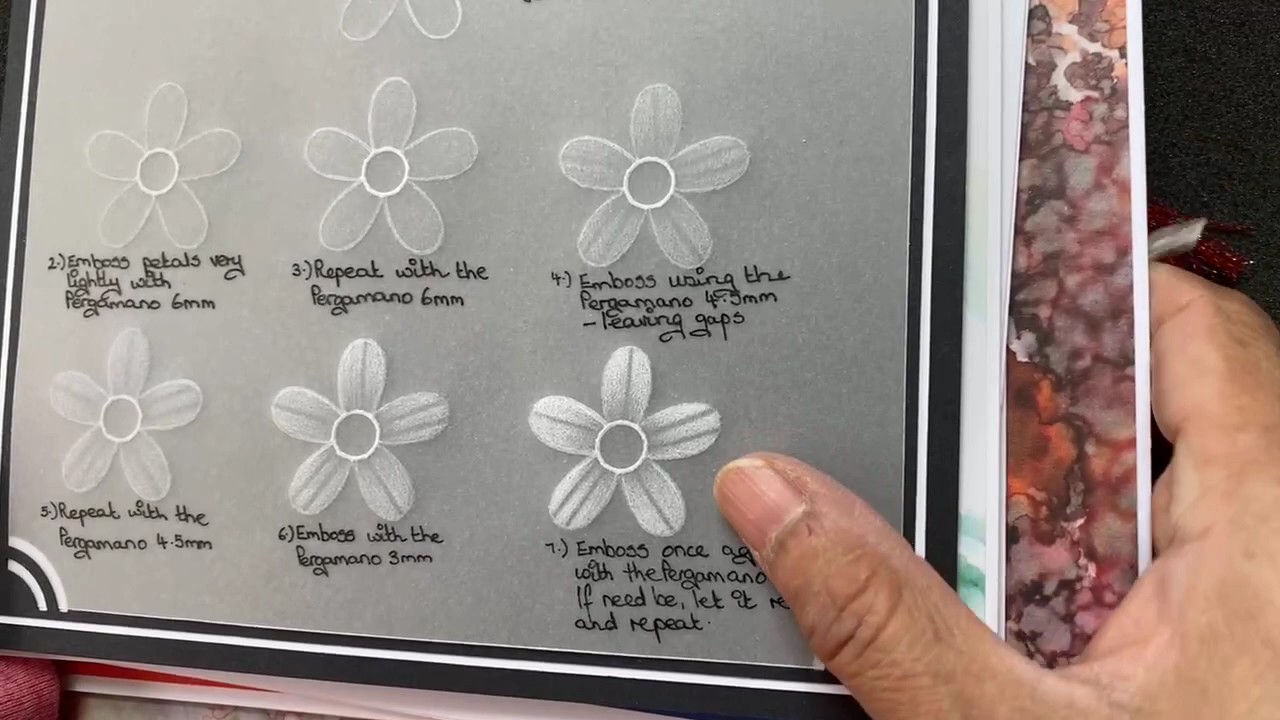 2.) Emboss petals very
lightly with
Pergamano 6mm
3.) Repeat with the
Pergamano 6mm
4.) Emboss using the
Pergamano 4.5mm
- leaving gaps
5.) Repeat with the
Pergamano 4.5mm
6.) Emboss with the
Pergamano 3mm
7.) Emboss once
with the Pergamano
If need be, let it
and repeat.